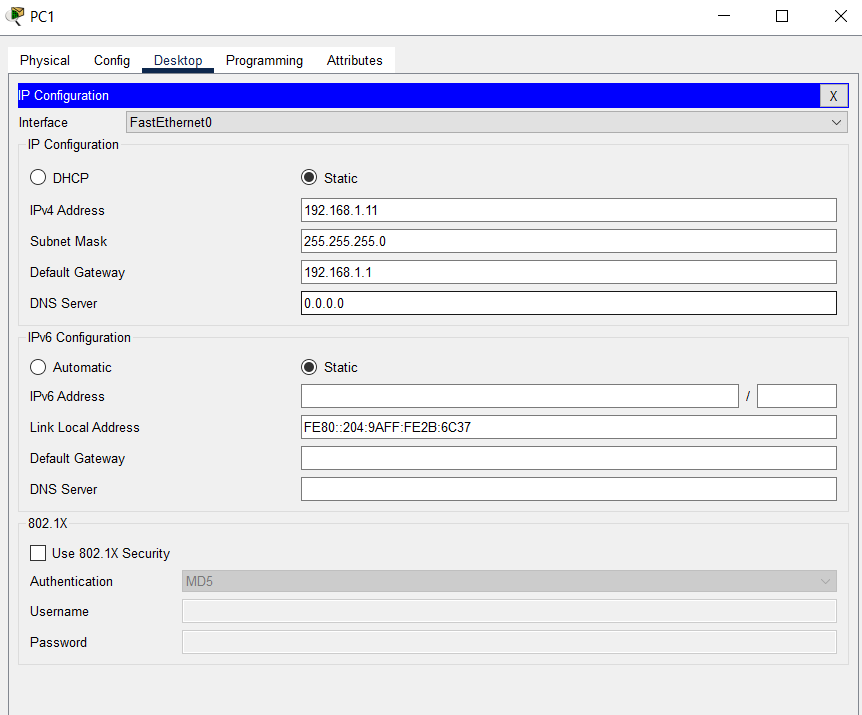 PC1
Physical Config Desktop Programming Attributes
IP Configuration X
Interface FastEthernet0
IP Configuration
DHCP Static
IPv4 Address 192.168.1.11
Subnet Mask 255.255.255.0
Default Gateway 192.168.1.1
DNS Server 0.0.0.0
IPv6 Configuration
Automatic Static
IPv6 Address /
Link Local Address FE80::204:9AFF:FE2B:6C37
Default Gateway
DNS Server
802.1X
Use 802.1X Security
Authentication MD5
Username
Password